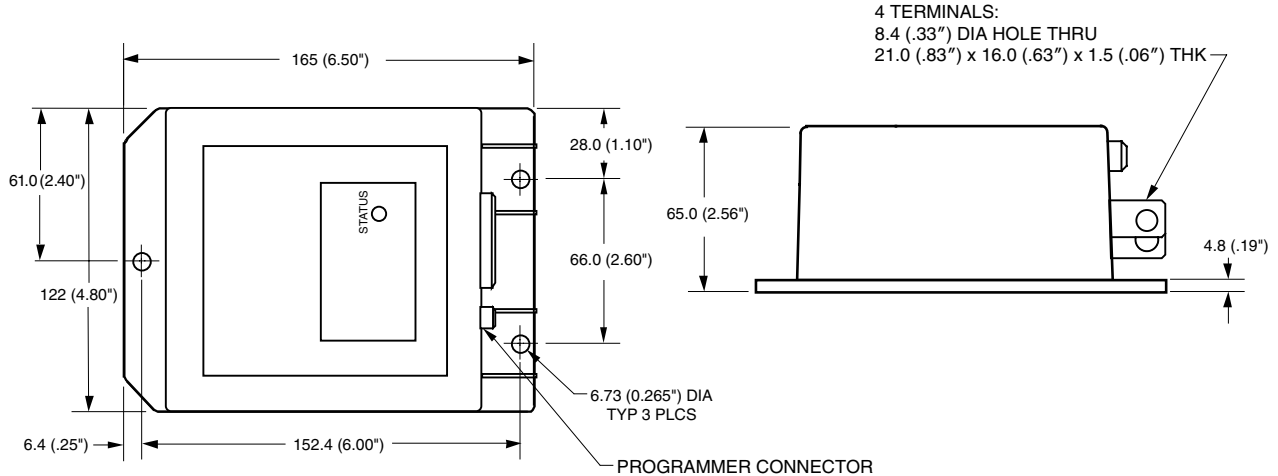 4 TERMINALS:
8.4 (.33″) DIA HOLE THRU
21.0 (.83″) x 16.0 (.63″) x 1.5 (.06″) THK
165 (6.50")
28.0 (1.10")
61.0 (2.40")
STATUS
65.0 (2.56")
4.8 (.19")
66.0 (2.60")
122 (4.80")
6.73 (0.265") DIA
TYP 3 PLCS
6.4 (.25")
152.4 (6.00")
PROGRAMMER CONNECTOR